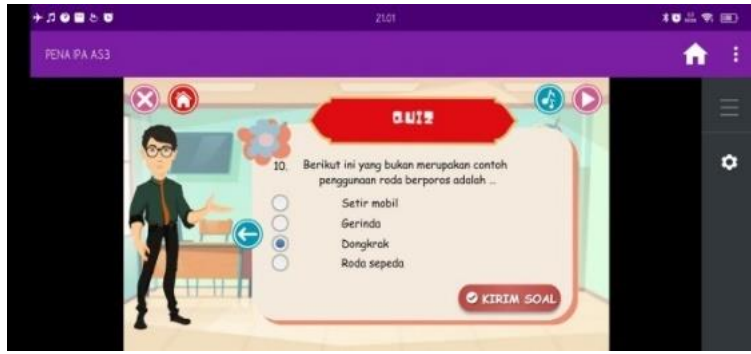 21.01
PENA IPA AS3
QUIZ
10. Berikut ini yang bukan merupakan contoh
penggunaan roda berporos adalah ...
Setir mobil
Gerinda
Dongkrak
Roda sepeda
KIRIM SOAL